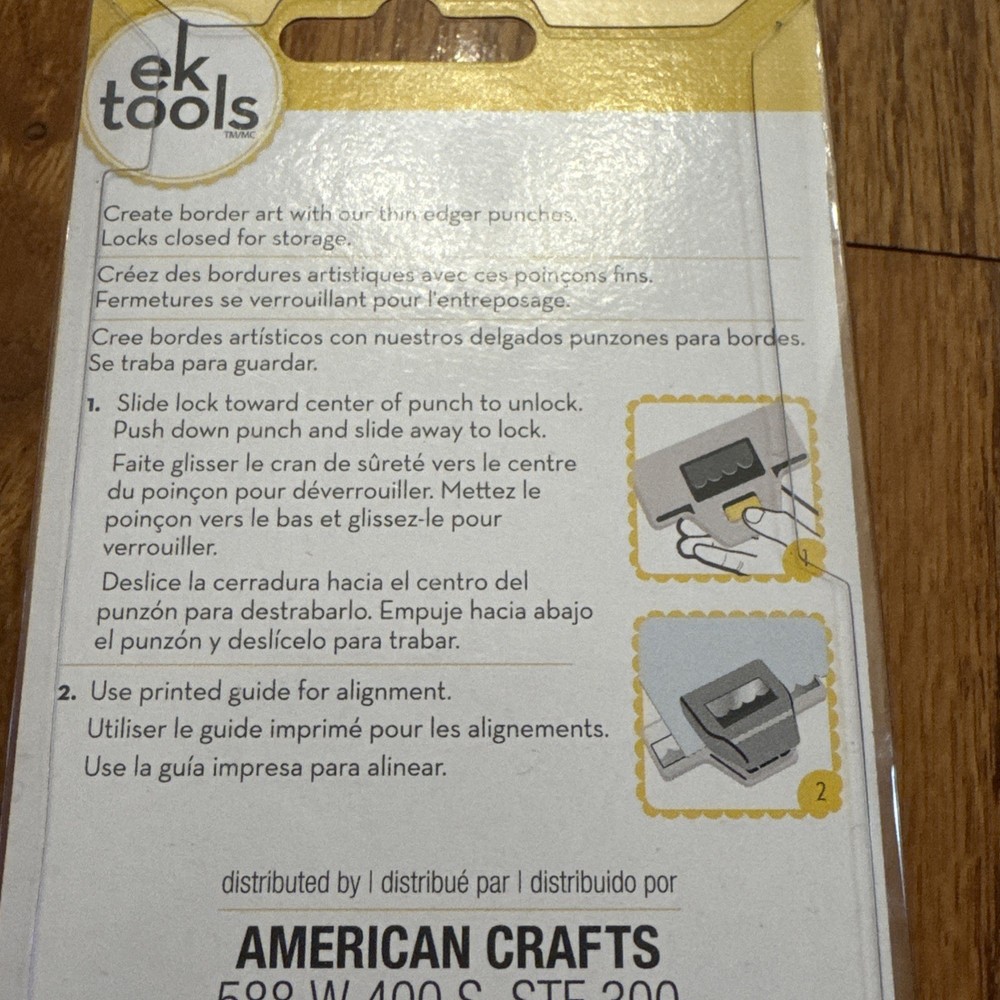 ek
tools
TM/MC
Create border art with our thin edger punches.
Locks closed for storage.
Créez des bordures artistiques avec ces poinçons fins.
Fermetures se verrouillant pour l'entreposage.
Cree bordes artísticos con nuestros delgados punzones para bordes.
Se traba para guardar.
1. Slide lock toward center of punch to unlock.
Push down punch and slide away to lock.
Faite glisser le cran de sûreté vers le centre
du poinçon pour déverrouiller. Mettez le
poinçon vers le bas et glissez-le pour
verrouiller.
Deslice la cerradura hacia el centro del
punzón para destrabarlo. Empuje hacia abajo
el punzón y deslícelo para trabar.
1
2. Use printed guide for alignment.
Utiliser le guide imprimé pour les alignements.
Use la guía impresa para alinear.
2
distributed by | distribué par | distribuido por
AMERICAN CRAFTS
588 W 400 S, STE 300